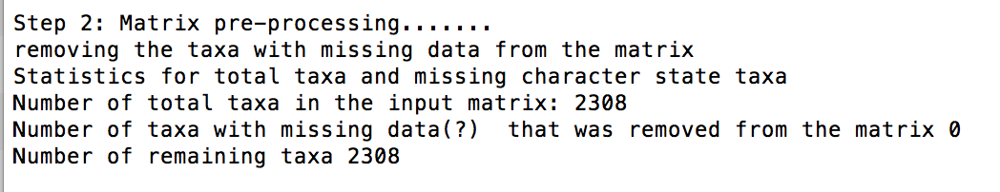 Step 2: Matrix pre-processing.......
removing the taxa with missing data from the matrix
Statistics for total taxa and missing character state taxa
Number of total taxa in the input matrix: 2308
Number of taxa with missing data(?)  that was removed from the matrix 0
Number of remaining taxa 2308